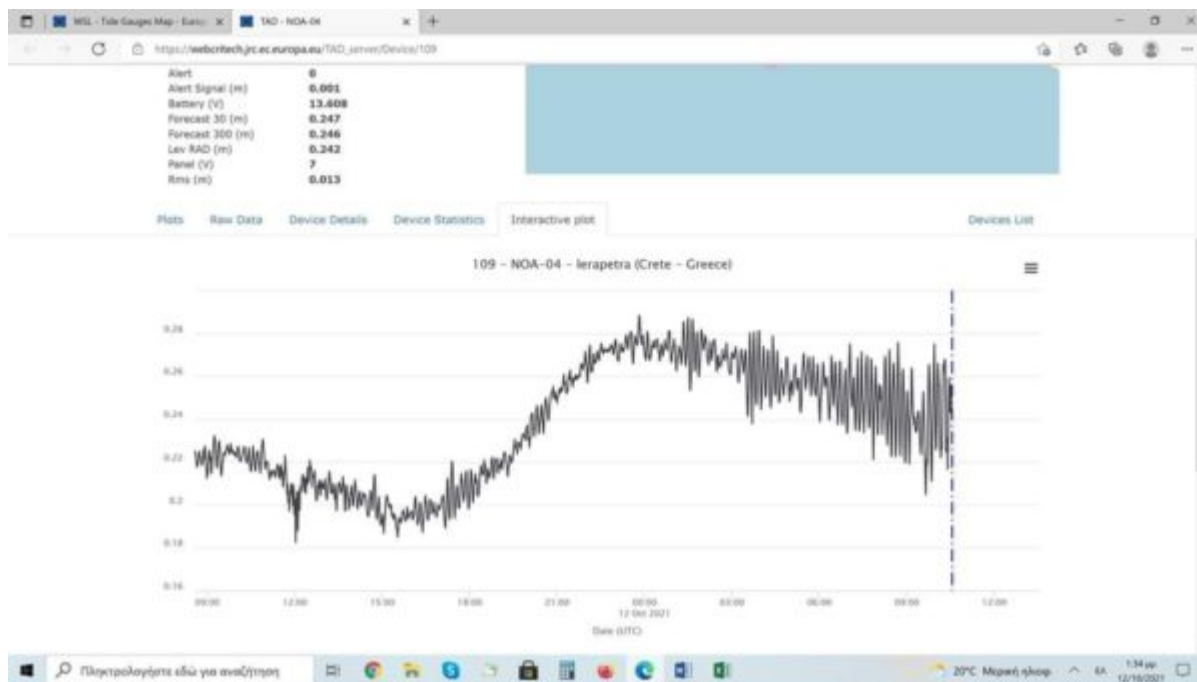 MSL - Tide Gauges Map - Europ
TAD - NOA-04
https://webcritech.jrc.ec.europa.eu/TAD_server/Device/109
Alert 0
Alert Signal (m) 0.001
Battery (V) 13.608
Forecast 30 (m) 0.247
Forecast 300 (m) 0.246
Lev RAD (m) 0.242
Panel (V) 7
Rms (m) 0.013
Plots Raw Data Device Details Device Statistics Interactive plot Devices List
109 - NOA-04 - Ierapetra (Crete - Greece)
0.28
0.26
0.24
0.22
0.2
0.18
0.16
09:00 12:00 15:00 18:00 21:00 00:00 03:00 06:00 09:00 12:00
12 Oct 2021
Date (UTC)
Πληκτρολογήστε εδώ για αναζήτηση
20°C Μερική ηλιοφ. ΕΛ 1:34 μμ
12/10/2021